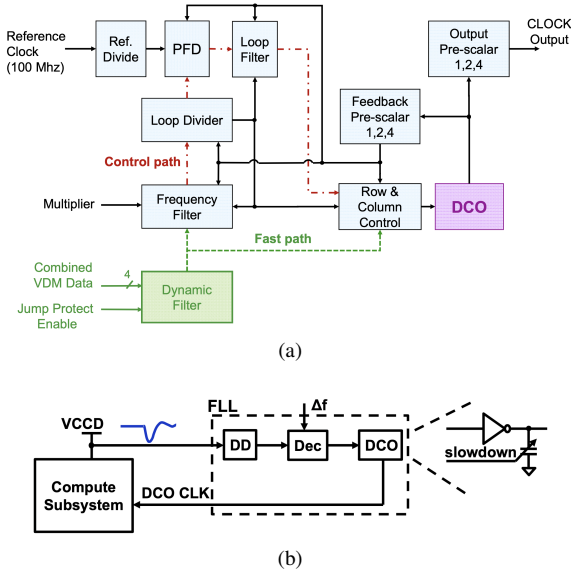 Reference
Clock
(100 Mhz)
Ref.
Divide
PFD
Loop
Filter
Output
Pre-scalar
1,2,4
CLOCK
Output
Loop Divider
Feedback
Pre-scalar
1,2,4
Control path
Multiplier
Frequency
Filter
Row &
Column
Control
DCO
Fast path
Combined
VDM Data
4
Dynamic
Filter
Jump Protect
Enable
(a)
VCCD
FLL
Δf
DD
Dec
DCO
slowdown
Compute
Subsystem
DCO CLK
(b)